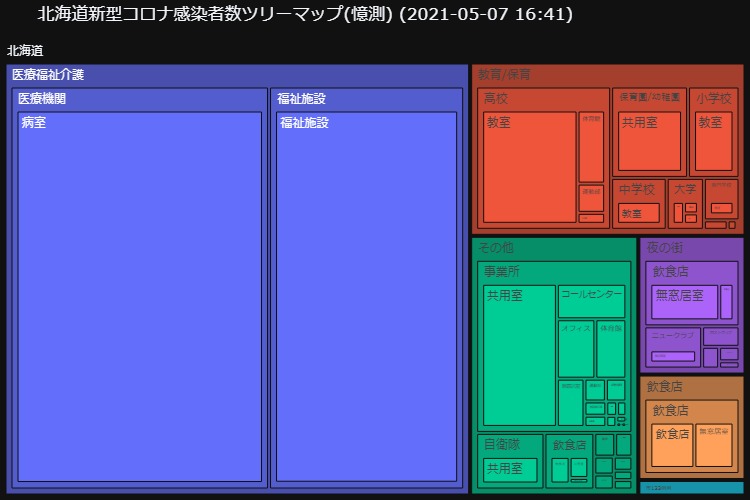 北海道新型コロナ感染者数ツリーマップ(憶測) (2021-05-07 16:41)
北海道
医療福祉介護
医療機関
病室
福祉施設
福祉施設
教育/保育
高校
教室
体育館
保育園/幼稚園
共用室
小学校
教室
中学校
教室
大学
その他
事業所
共用室
コールセンター
オフィス
体育館
自衛隊
共用室
飲食店
夜の街
飲食店
無窓居室
ニュークラブ
飲食店
飲食店
飲食店
無窓居室